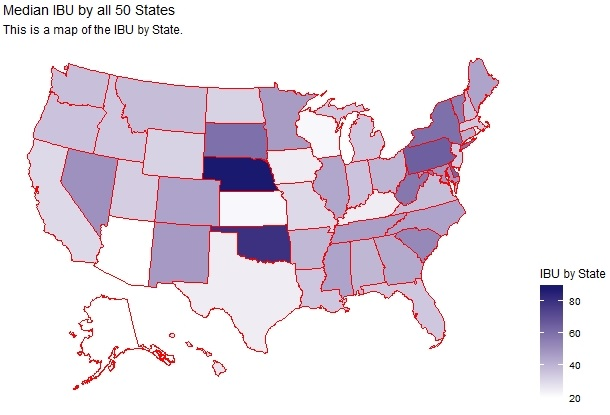 Median IBU by all 50 States
This is a map of the IBU by State.
IBU by State
80
60
40
20